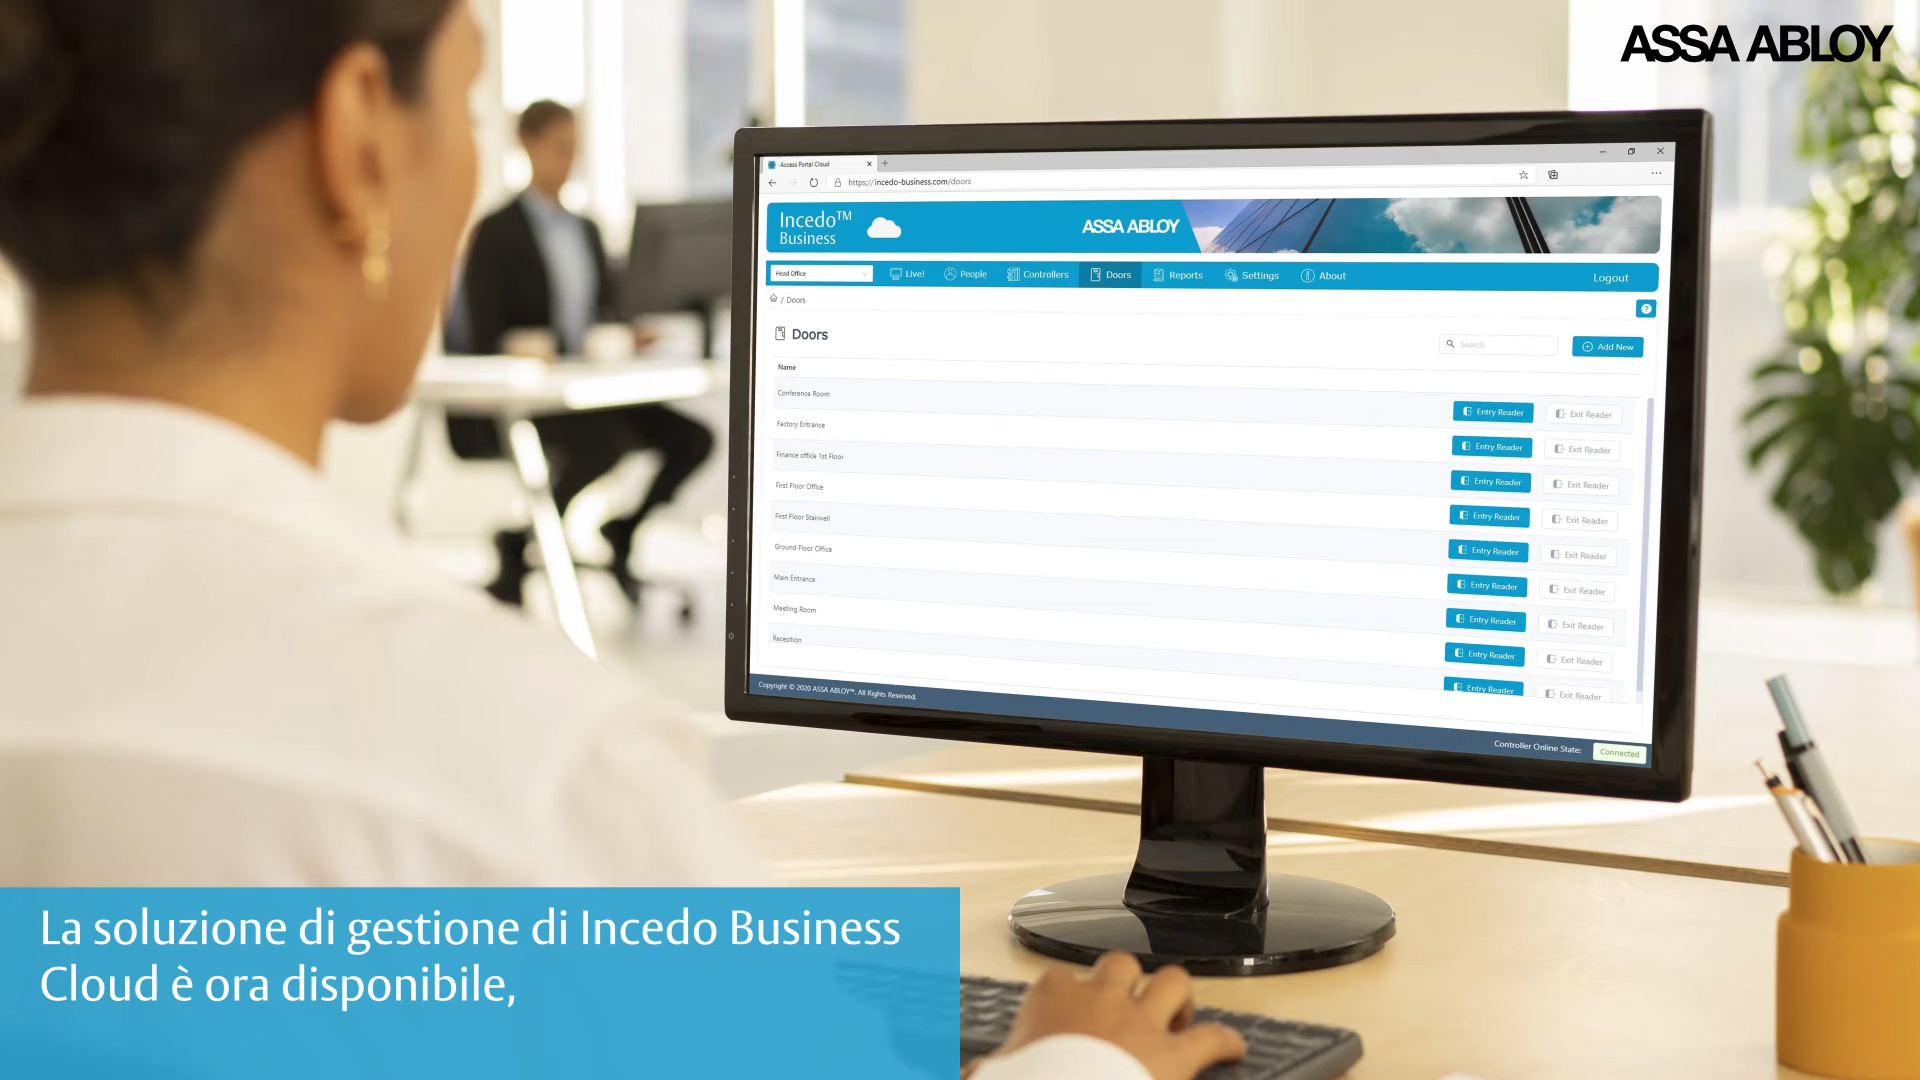 ASSA ABLOY
Access Portal Cloud
https://incedo-business.com/doors
Incedo™
Business
ASSA ABLOY
Head Office
Live!
People
Controllers
Doors
Reports
Settings
About
Logout
/ Doors
Doors
Search
Add New
Name
Conference Room
Entry Reader
Exit Reader
Factory Entrance
Entry Reader
Exit Reader
Finance office 1st Floor
Entry Reader
Exit Reader
First Floor Office
Entry Reader
Exit Reader
First Floor Stairwell
Entry Reader
Exit Reader
Ground Floor Office
Entry Reader
Exit Reader
Main Entrance
Entry Reader
Exit Reader
Meeting Room
Entry Reader
Exit Reader
Reception
Entry Reader
Exit Reader
Copyright © 2020 ASSA ABLOY™. All Rights Reserved.
Controller Online State:
Connected
La soluzione di gestione di Incedo Business
Cloud è ora disponibile,